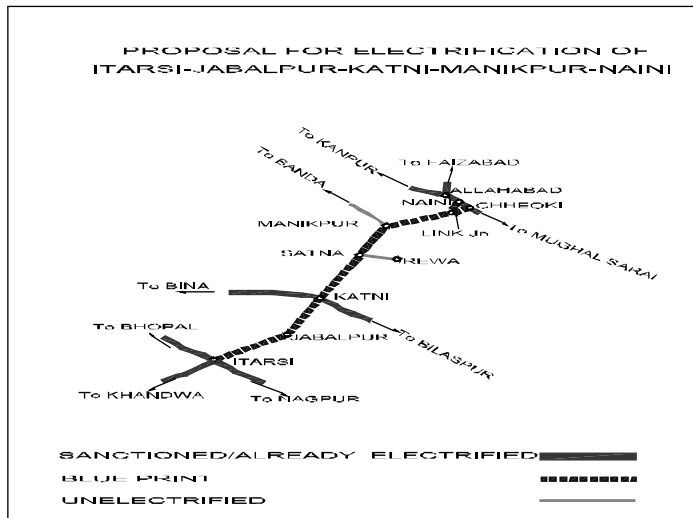 PROPOSAL FOR ELECTRIFICATION OF
ITARSI-JABALPUR-KATNI-MANIKPUR-NAINI
To KANPUR
To FAIZABAD
To BANDA
ALLAHABAD
NAINI
CHHEOKI
MANIKPUR
LINK Jn
To MUGHAL SARAI
SATNA
REWA
To BINA
KATNI
To BHOPAL
JABALPUR
To BILASPUR
ITARSI
To KHANDWA
To NAGPUR
SANCTIONED/ALREADY ELECTRIFIED
BLUE PRINT
UNELECTRIFIED